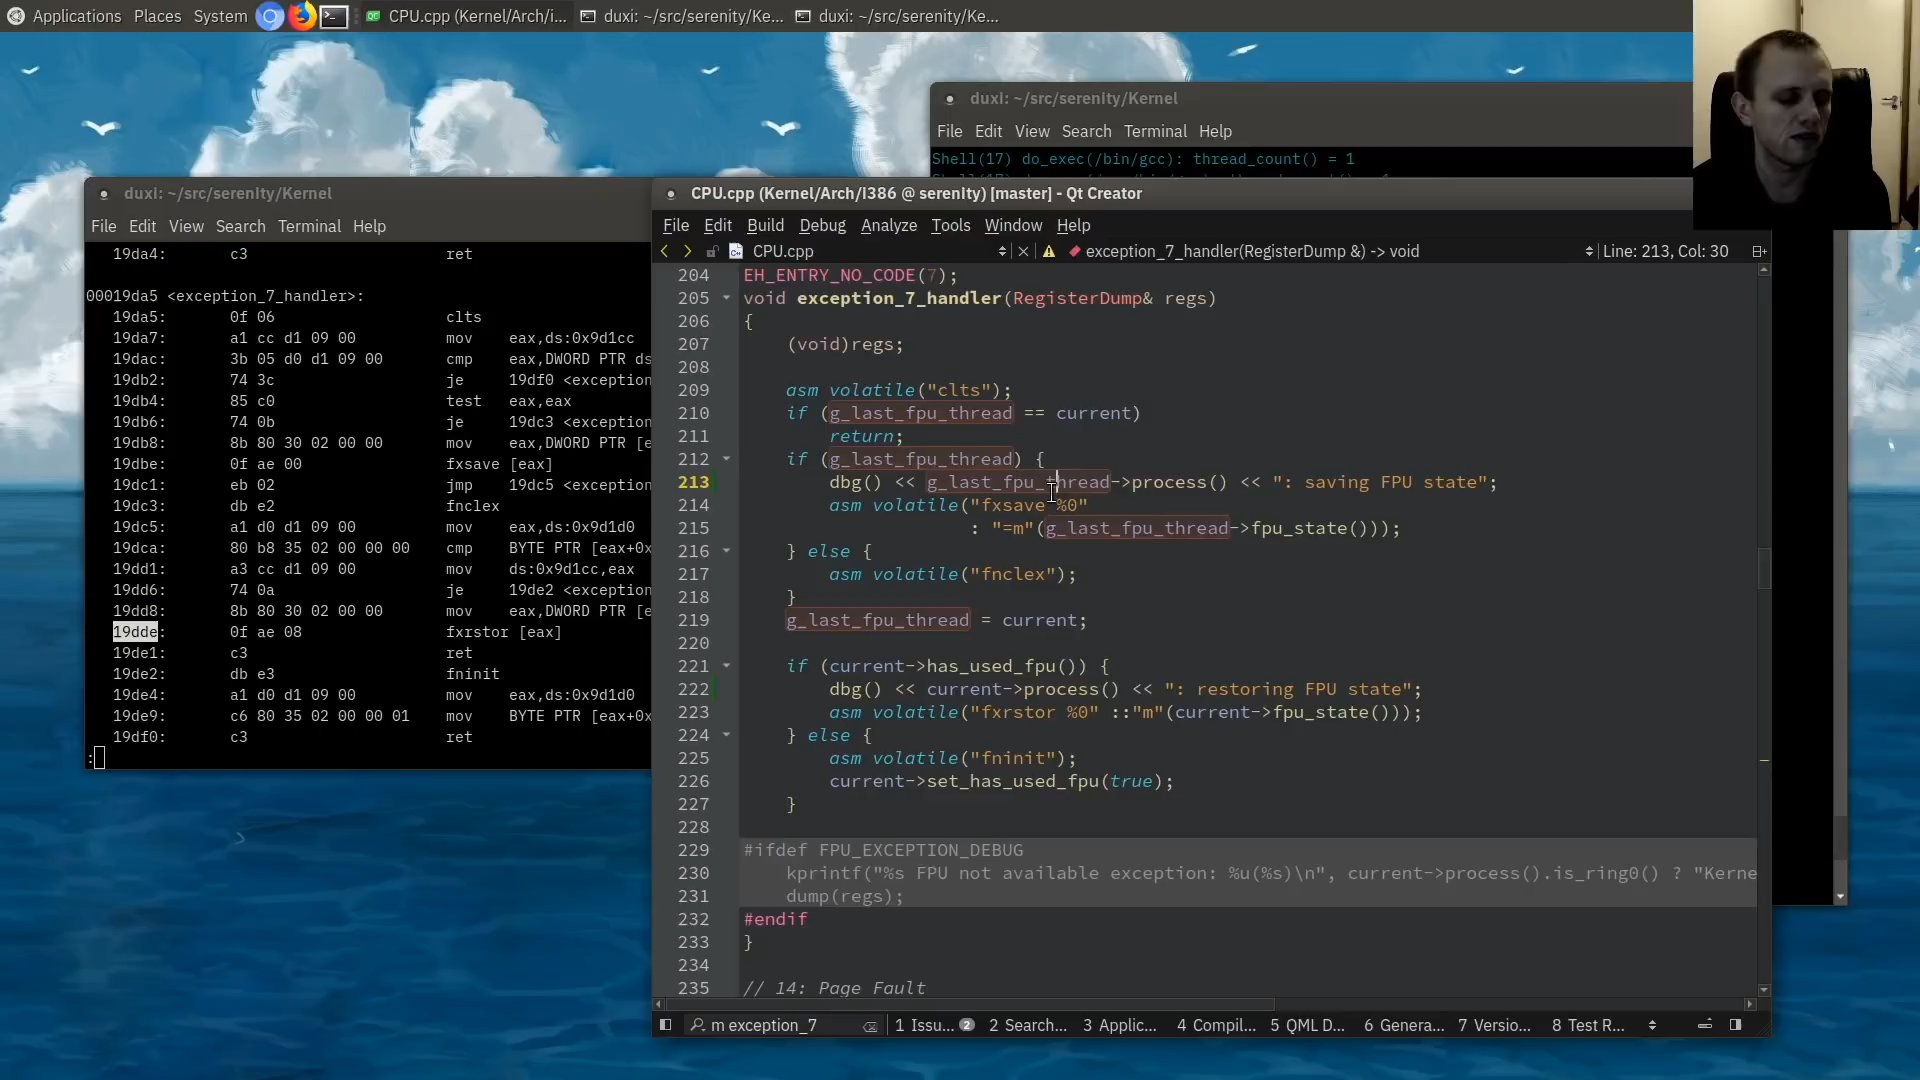 Applications Places System CPU.cpp (Kernel/Arch/i... duxi: ~/src/serenity/Ke... duxi: ~/src/serenity/Ke...
duxi: ~/src/serenity/Kernel
File Edit View Search Terminal Help
Shell(17) do_exec(/bin/gcc): thread_count() = 1
duxi: ~/src/serenity/Kernel
File Edit View Search Terminal Help
19da4: c3 ret
00019da5 <exception_7_handler>:
19da5: 0f 06 clts
19da7: a1 cc d1 09 00 mov eax,ds:0x9d1cc
19dac: 3b 05 d0 d1 09 00 cmp eax,DWORD PTR ds
19db2: 74 3c je 19df0 <exception
19db4: 85 c0 test eax,eax
19db6: 74 0b je 19dc3 <exception
19db8: 8b 80 30 02 00 00 mov eax,DWORD PTR [e
19dbe: 0f ae 00 fxsave [eax]
19dc1: eb 02 jmp 19dc5 <exception
19dc3: db e2 fnclex
19dc5: a1 d0 d1 09 00 mov eax,ds:0x9d1d0
19dca: 80 b8 35 02 00 00 00 cmp BYTE PTR [eax+0x
19dd1: a3 cc d1 09 00 mov ds:0x9d1cc,eax
19dd6: 74 0a je 19de2 <exception
19dd8: 8b 80 30 02 00 00 mov eax,DWORD PTR [e
19dde: 0f ae 08 fxrstor [eax]
19de1: c3 ret
19de2: db e3 fninit
19de4: a1 d0 d1 09 00 mov eax,ds:0x9d1d0
19de9: c6 80 35 02 00 00 01 mov BYTE PTR [eax+0x
19df0: c3 ret
:
CPU.cpp (Kernel/Arch/i386 @ serenity) [master] - Qt Creator
File Edit Build Debug Analyze Tools Window Help
CPU.cpp exception_7_handler(RegisterDump &) -> void Line: 213, Col: 30
204 EH_ENTRY_NO_CODE(7);
205 void exception_7_handler(RegisterDump& regs)
206 {
207 (void)regs;
208
209 asm volatile("clts");
210 if (g_last_fpu_thread == current)
211 return;
212 if (g_last_fpu_thread) {
213 dbg() << g_last_fpu_thread->process() << ": saving FPU state";
214 asm volatile("fxsave %0"
215 : "=m"(g_last_fpu_thread->fpu_state()));
216 } else {
217 asm volatile("fnclex");
218 }
219 g_last_fpu_thread = current;
220
221 if (current->has_used_fpu()) {
222 dbg() << current->process() << ": restoring FPU state";
223 asm volatile("fxrstor %0" ::"m"(current->fpu_state()));
224 } else {
225 asm volatile("fninit");
226 current->set_has_used_fpu(true);
227 }
228
229 #ifdef FPU_EXCEPTION_DEBUG
230 kprintf("%s FPU not available exception: %u(%s)\n", current->process().is_ring0() ? "Kerne
231 dump(regs);
232 #endif
233 }
234
235 // 14: Page Fault
m exception_7 1 Issu... 2 2 Search... 3 Applic... 4 Compil... 5 QML D... 6 Genera... 7 Versio... 8 Test R...